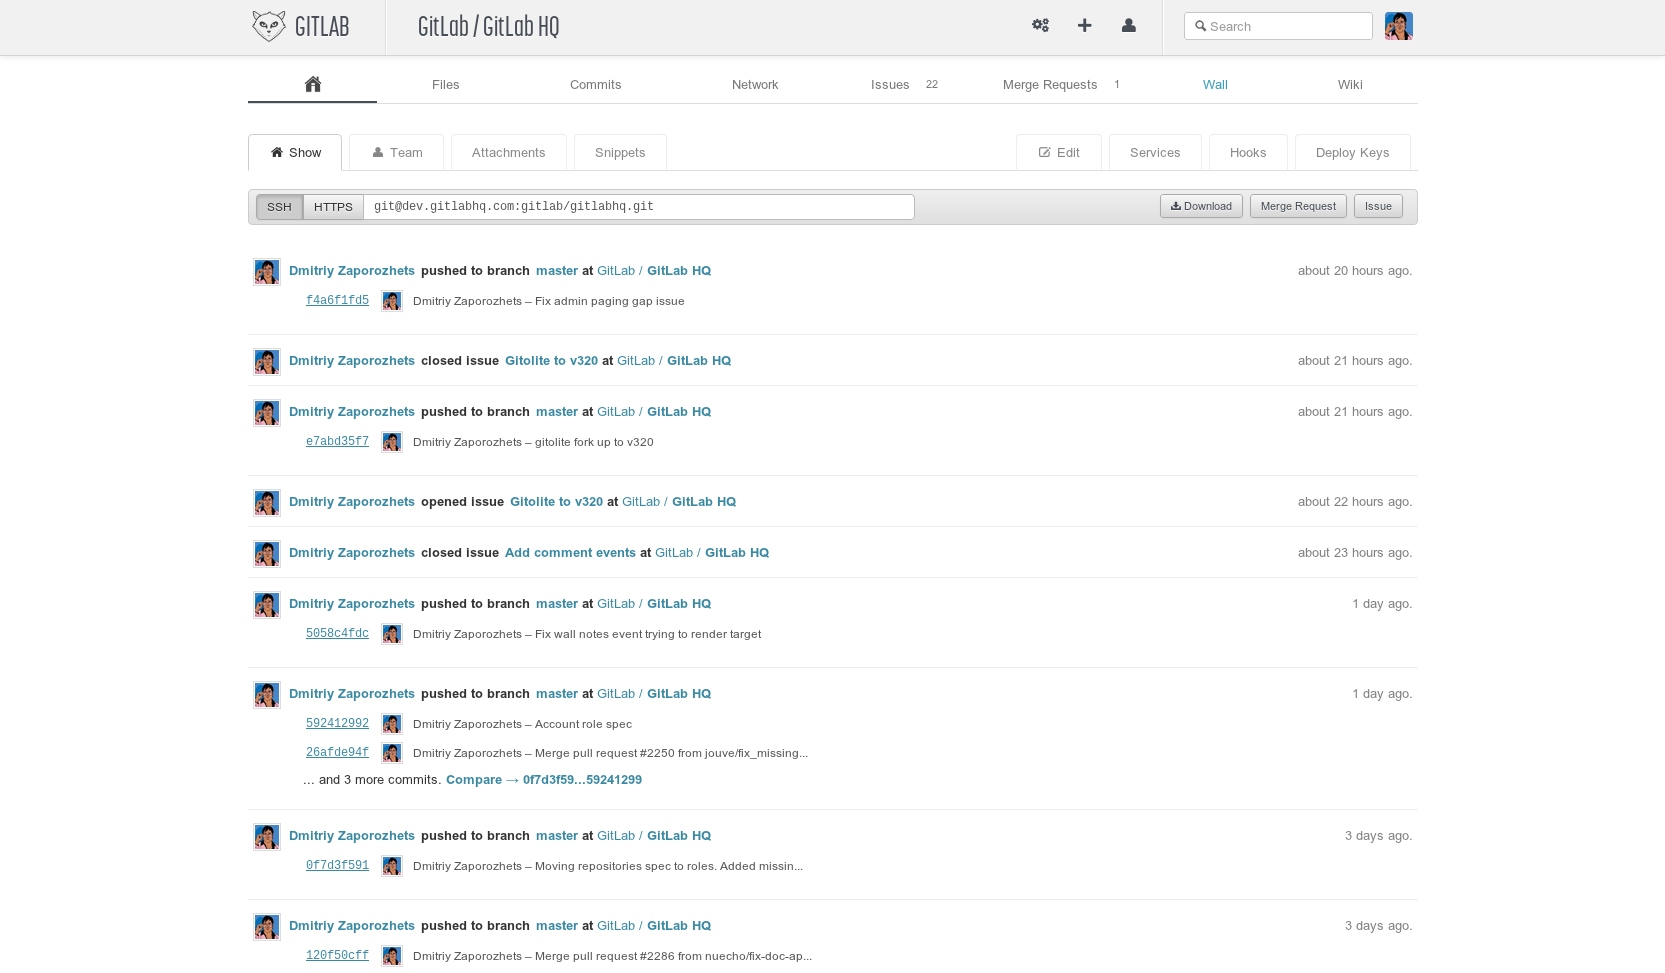 GITLAB GitLab / GitLab HQ Search
Files Commits Network Issues 22 Merge Requests 1 Wall Wiki
Show Team Attachments Snippets Edit Services Hooks Deploy Keys
SSH HTTPS git@dev.gitlabhq.com:gitlab/gitlabhq.git Download Merge Request Issue
Dmitriy Zaporozhets pushed to branch master at GitLab / GitLab HQ about 20 hours ago.
f4a6f1fd5 Dmitriy Zaporozhets – Fix admin paging gap issue
Dmitriy Zaporozhets closed issue Gitolite to v320 at GitLab / GitLab HQ about 21 hours ago.
Dmitriy Zaporozhets pushed to branch master at GitLab / GitLab HQ about 21 hours ago.
e7abd35f7 Dmitriy Zaporozhets – gitolite fork up to v320
Dmitriy Zaporozhets opened issue Gitolite to v320 at GitLab / GitLab HQ about 22 hours ago.
Dmitriy Zaporozhets closed issue Add comment events at GitLab / GitLab HQ about 23 hours ago.
Dmitriy Zaporozhets pushed to branch master at GitLab / GitLab HQ 1 day ago.
5058c4fdc Dmitriy Zaporozhets – Fix wall notes event trying to render target
Dmitriy Zaporozhets pushed to branch master at GitLab / GitLab HQ 1 day ago.
592412992 Dmitriy Zaporozhets – Account role spec
26afde94f Dmitriy Zaporozhets – Merge pull request #2250 from jouve/fix_missing...
... and 3 more commits. Compare → 0f7d3f59...59241299
Dmitriy Zaporozhets pushed to branch master at GitLab / GitLab HQ 3 days ago.
0f7d3f591 Dmitriy Zaporozhets – Moving repositories spec to roles. Added missin...
Dmitriy Zaporozhets pushed to branch master at GitLab / GitLab HQ 3 days ago.
120f50cff Dmitriy Zaporozhets – Merge pull request #2286 from nuecho/fix-doc-ap...